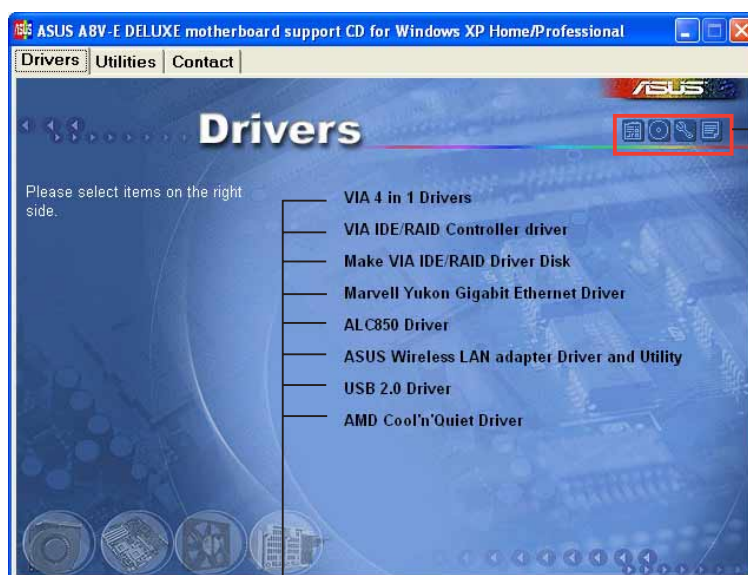 ASUS A8V-E DELUXE motherboard support CD for Windows XP Home/Professional
Drivers Utilities Contact
ASUS
Drivers
Please select items on the right
side.
VIA 4 in 1 Drivers
VIA IDE/RAID Controller driver
Make VIA IDE/RAID Driver Disk
Marvell Yukon Gigabit Ethernet Driver
ALC850 Driver
ASUS Wireless LAN adapter Driver and Utility
USB 2.0 Driver
AMD Cool'n'Quiet Driver